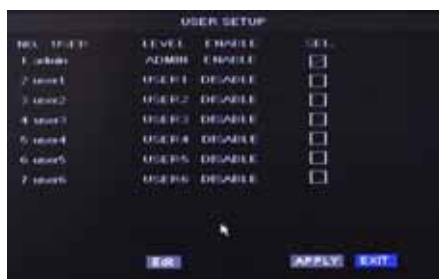 USER SETUP
NO. USER LEVEL ENABLE SEL.
1 admin ADMIN ENABLE
2 user1 USER1 DISABLE
3 user2 USER2 DISABLE
4 user3 USER3 DISABLE
5 user4 USER4 DISABLE
6 user5 USER5 DISABLE
7 user6 USER6 DISABLE
Edit APPLY EXIT